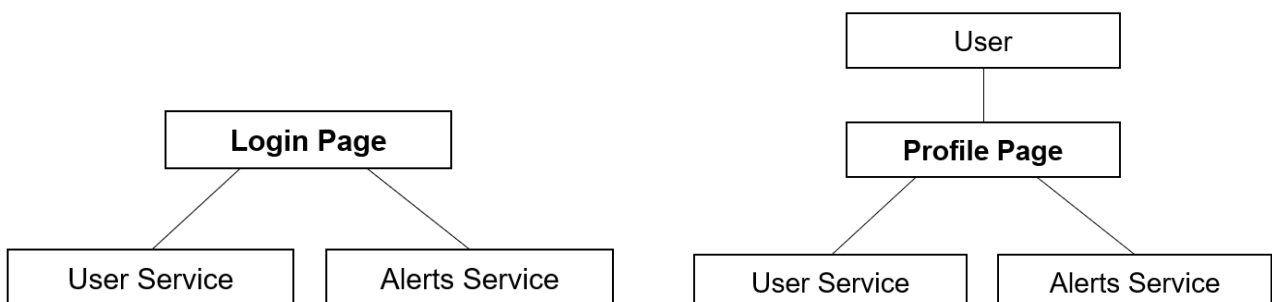 User
Login Page
Profile Page
User Service
Alerts Service
User Service
Alerts Service